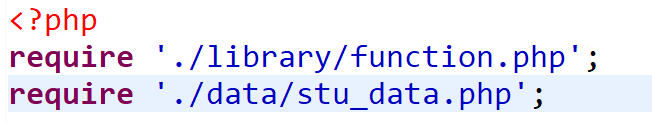 <?php
require './library/function.php';
require './data/stu_data.php';